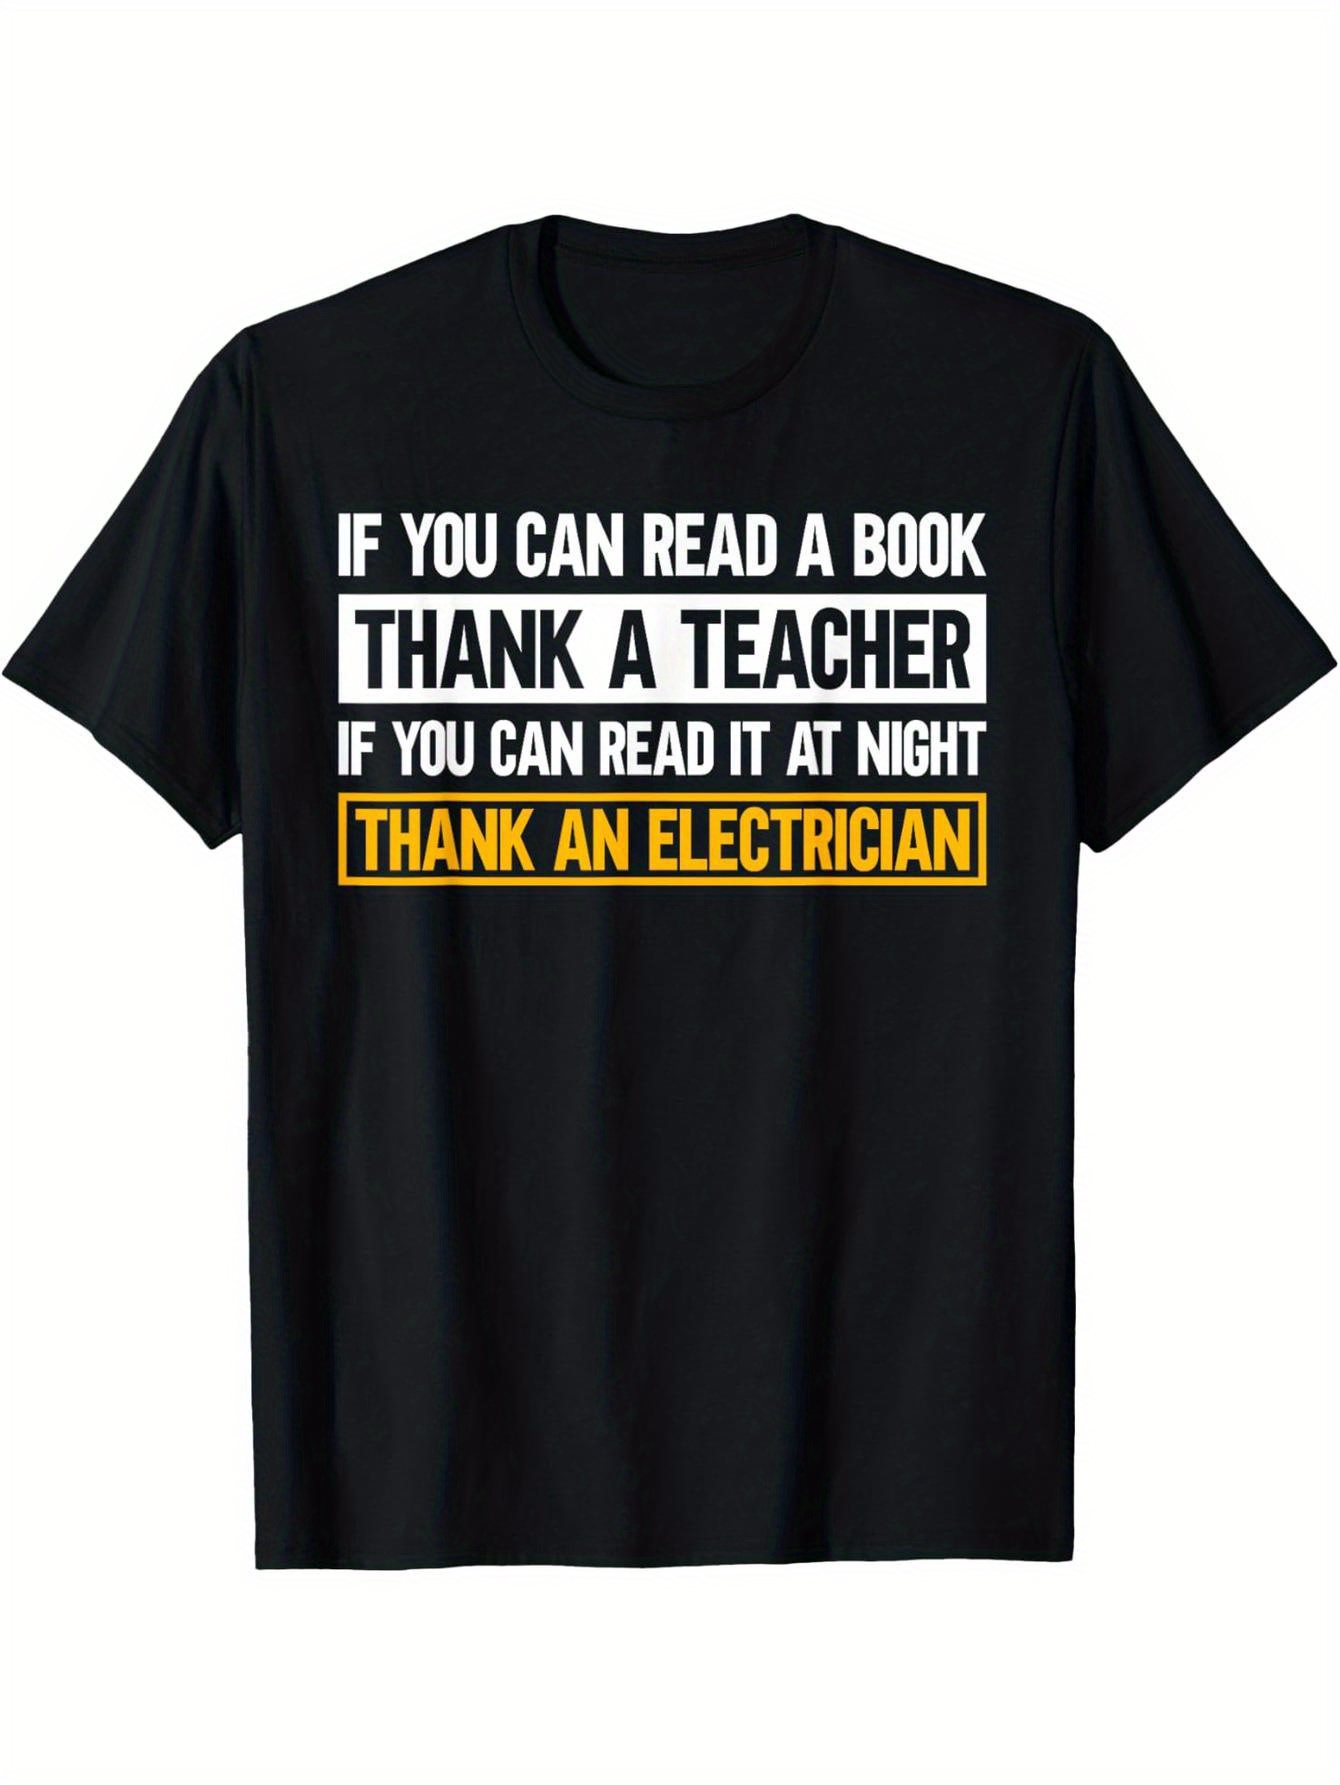 IF YOU CAN READ A BOOK
THANK A TEACHER
IF YOU CAN READ IT AT NIGHT
THANK AN ELECTRICIAN